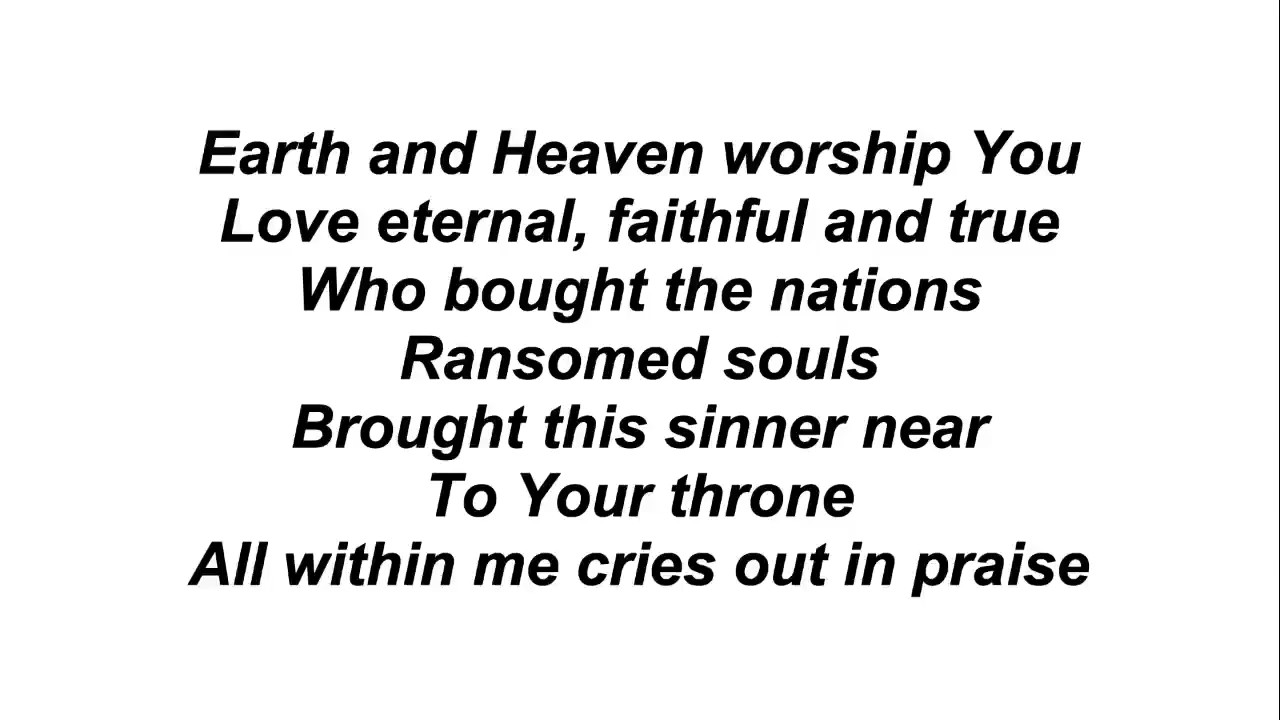 Earth and Heaven worship You
Love eternal, faithful and true
Who bought the nations
Ransomed souls
Brought this sinner near
To Your throne
All within me cries out in praise